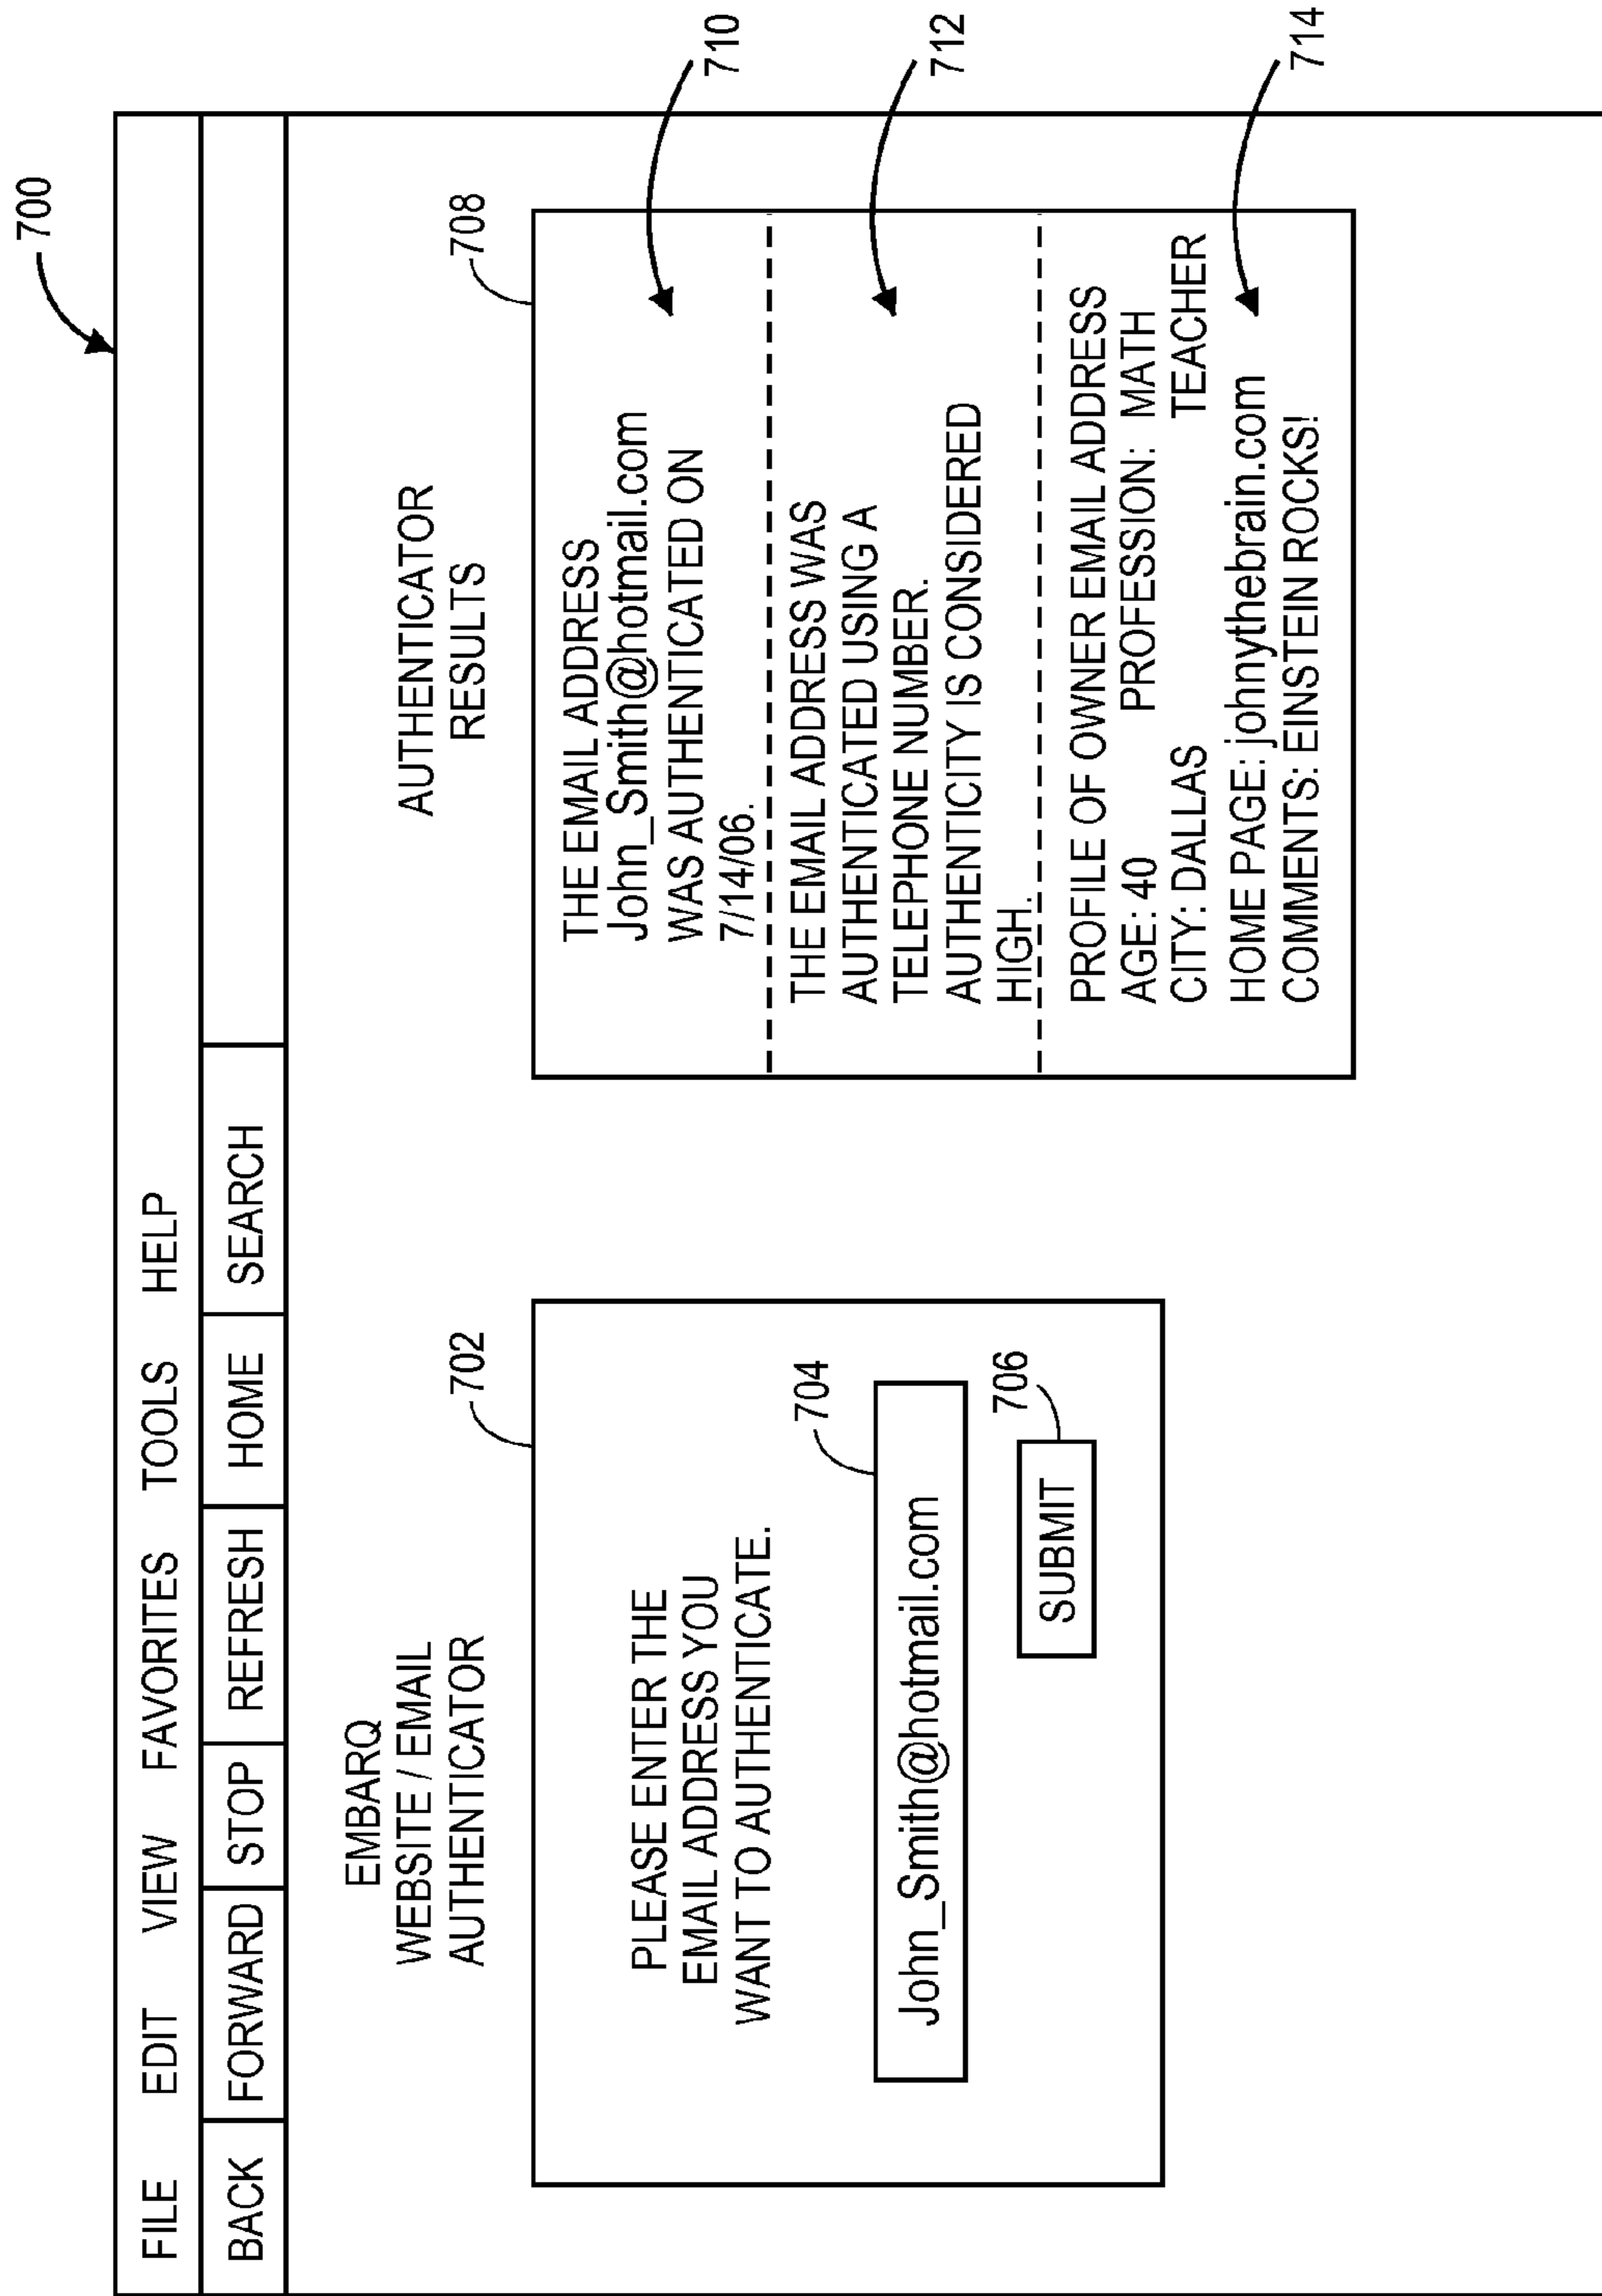 700
FILE EDIT VIEW FAVORITES TOOLS HELP
BACK FORWARD STOP REFRESH HOME SEARCH
EMBARQ
WEBSITE / EMAIL
AUTHENTICATOR
702
PLEASE ENTER THE
EMAIL ADDRESS YOU
WANT TO AUTHENTICATE.
704
John_Smith@hotmail.com
706
SUBMIT
AUTHENTICATOR
RESULTS
708
THE EMAIL ADDRESS
John_Smith@hotmail.com
WAS AUTHENTICATED ON
7/14/06.
710
THE EMAIL ADDRESS WAS
AUTHENTICATED USING A
TELEPHONE NUMBER.
AUTHENTICITY IS CONSIDERED
HIGH.
712
PROFILE OF OWNER EMAIL ADDRESS
AGE: 40 PROFESSION: MATH
CITY: DALLAS TEACHER
HOME PAGE: johnythebrain.com
COMMENTS: EINSTEIN ROCKS!
714